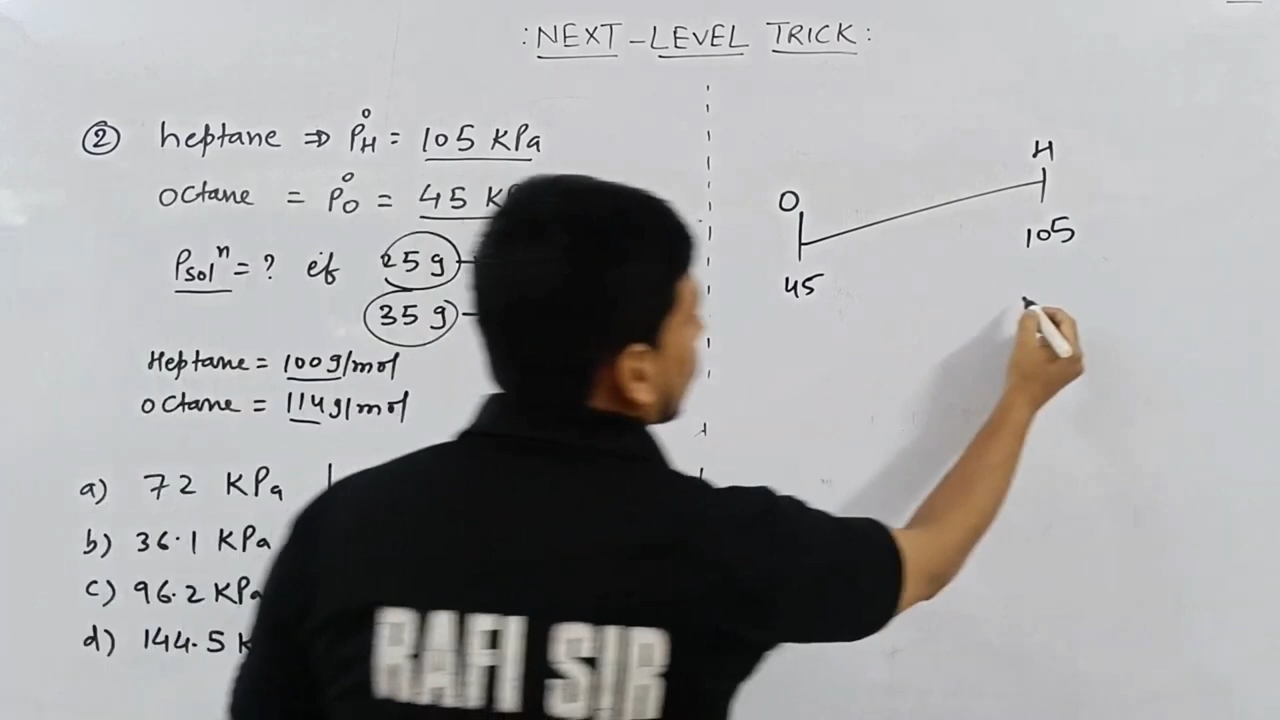 : NEXT - LEVEL TRICK :
② heptane ⇒ P°H = 105 KPa
octane = P°O = 45
Psolⁿ = ? if 25 g
35 g
Heptane = 100 g/mol
octane = 114 g/mol
a) 72 KPa
b) 36.1 KPa
c) 96.2 KPa
d) 144.5 K
O
H
45
105
RAFI SIR